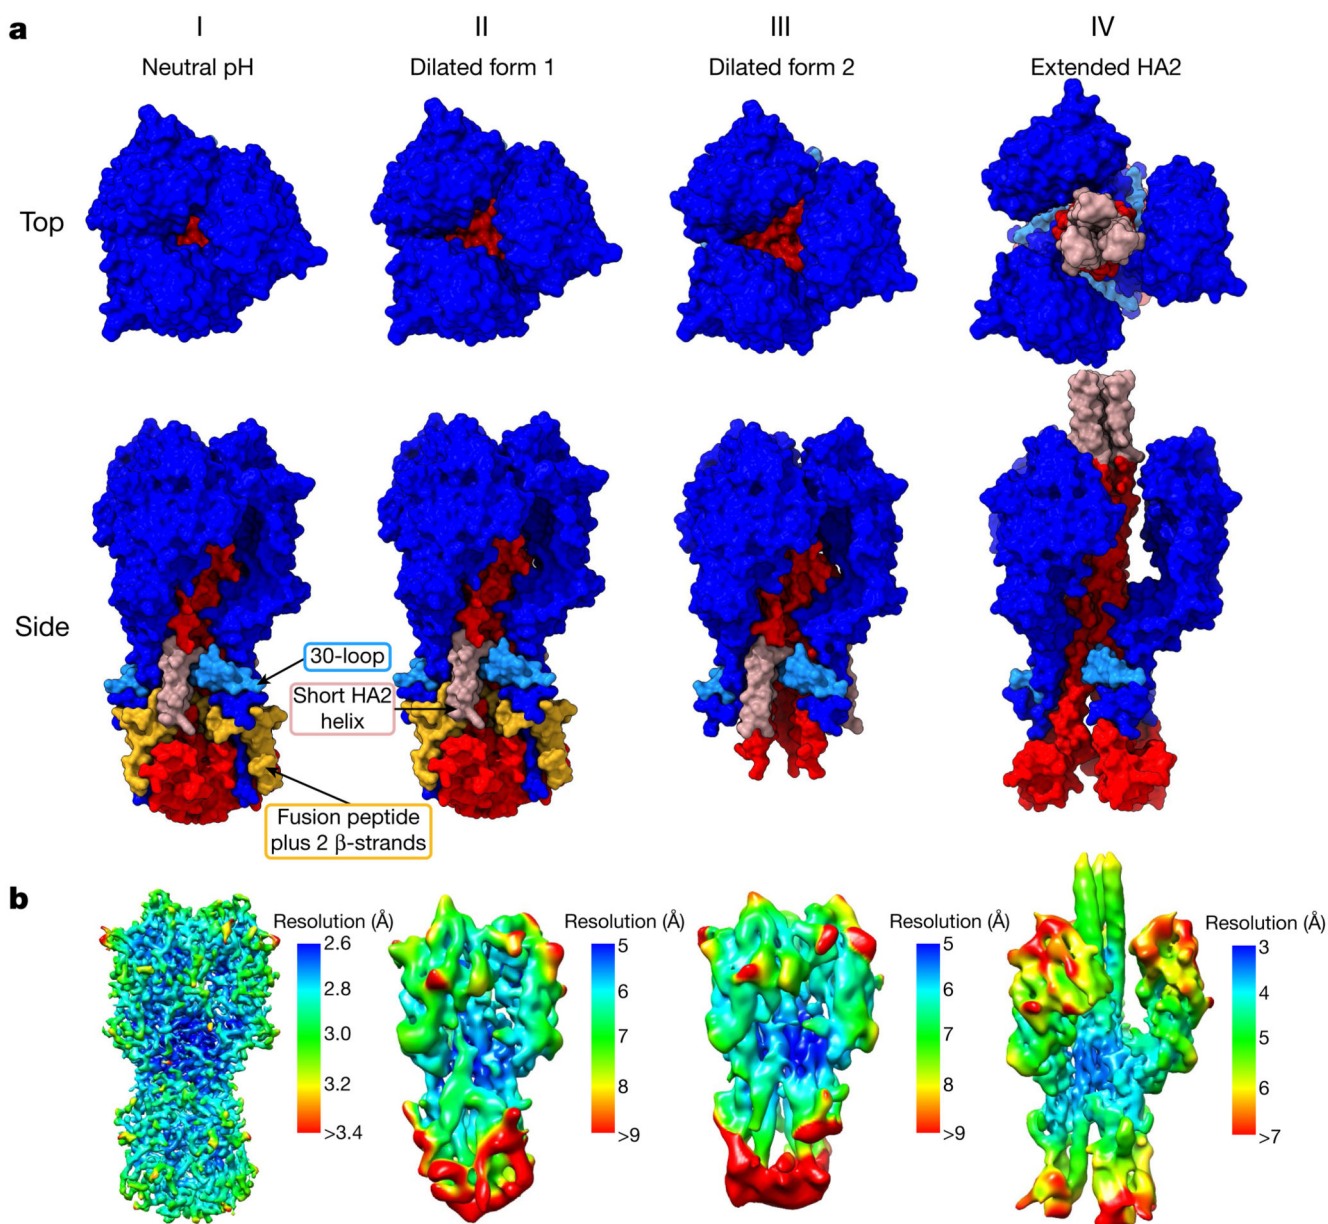 a
I
II
III
IV
Neutral pH
Dilated form 1
Dilated form 2
Extended HA2
Top
Side
30-loop
Short HA2
helix
Fusion peptide
plus 2 β-strands
b
Resolution (Å)
2.6
2.8
3.0
3.2
>3.4
Resolution (Å)
5
6
7
8
>9
Resolution (Å)
5
6
7
8
>9
Resolution (Å)
3
4
5
6
>7